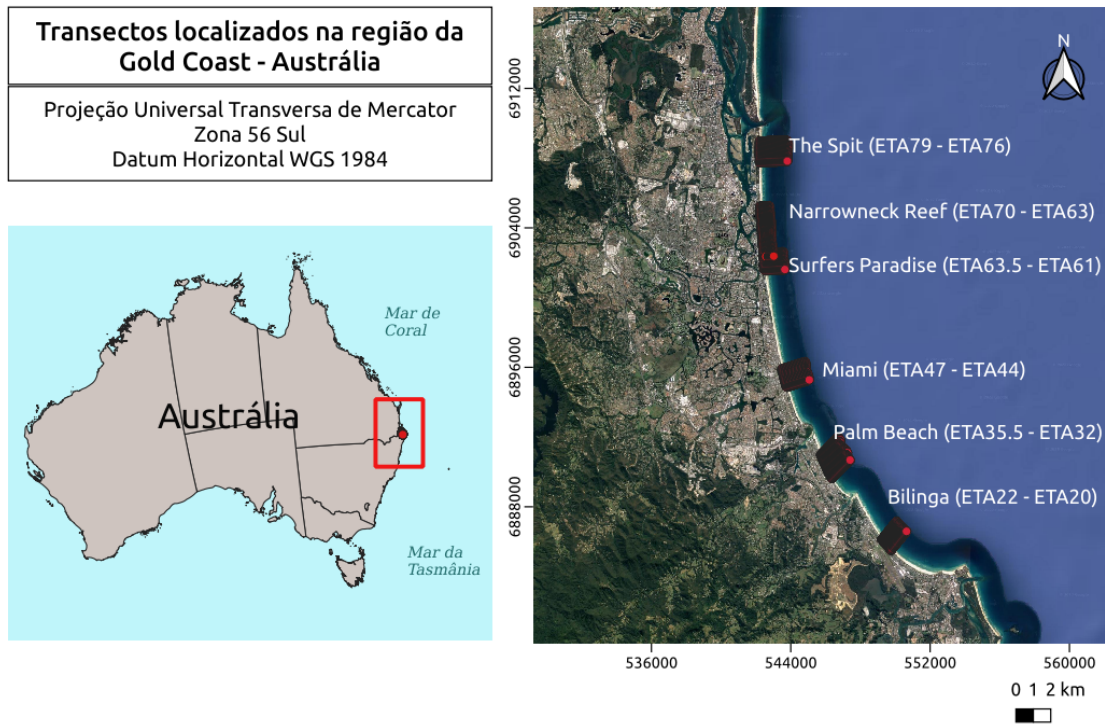 Transectos localizados na região da
Gold Coast - Austrália
Projeção Universal Transversa de Mercator
Zona 56 Sul
Datum Horizontal WGS 1984
Mar de
Coral
Austrália
Mar da
Tasmânia
N
6912000
6904000
6896000
6888000
The Spit (ETA79 - ETA76)
Narrowneck Reef (ETA70 - ETA63)
Surfers Paradise (ETA63.5 - ETA61)
Miami (ETA47 - ETA44)
Palm Beach (ETA35.5 - ETA32)
Bilinga (ETA22 - ETA20)
536000 544000 552000 560000
0 1 2 km